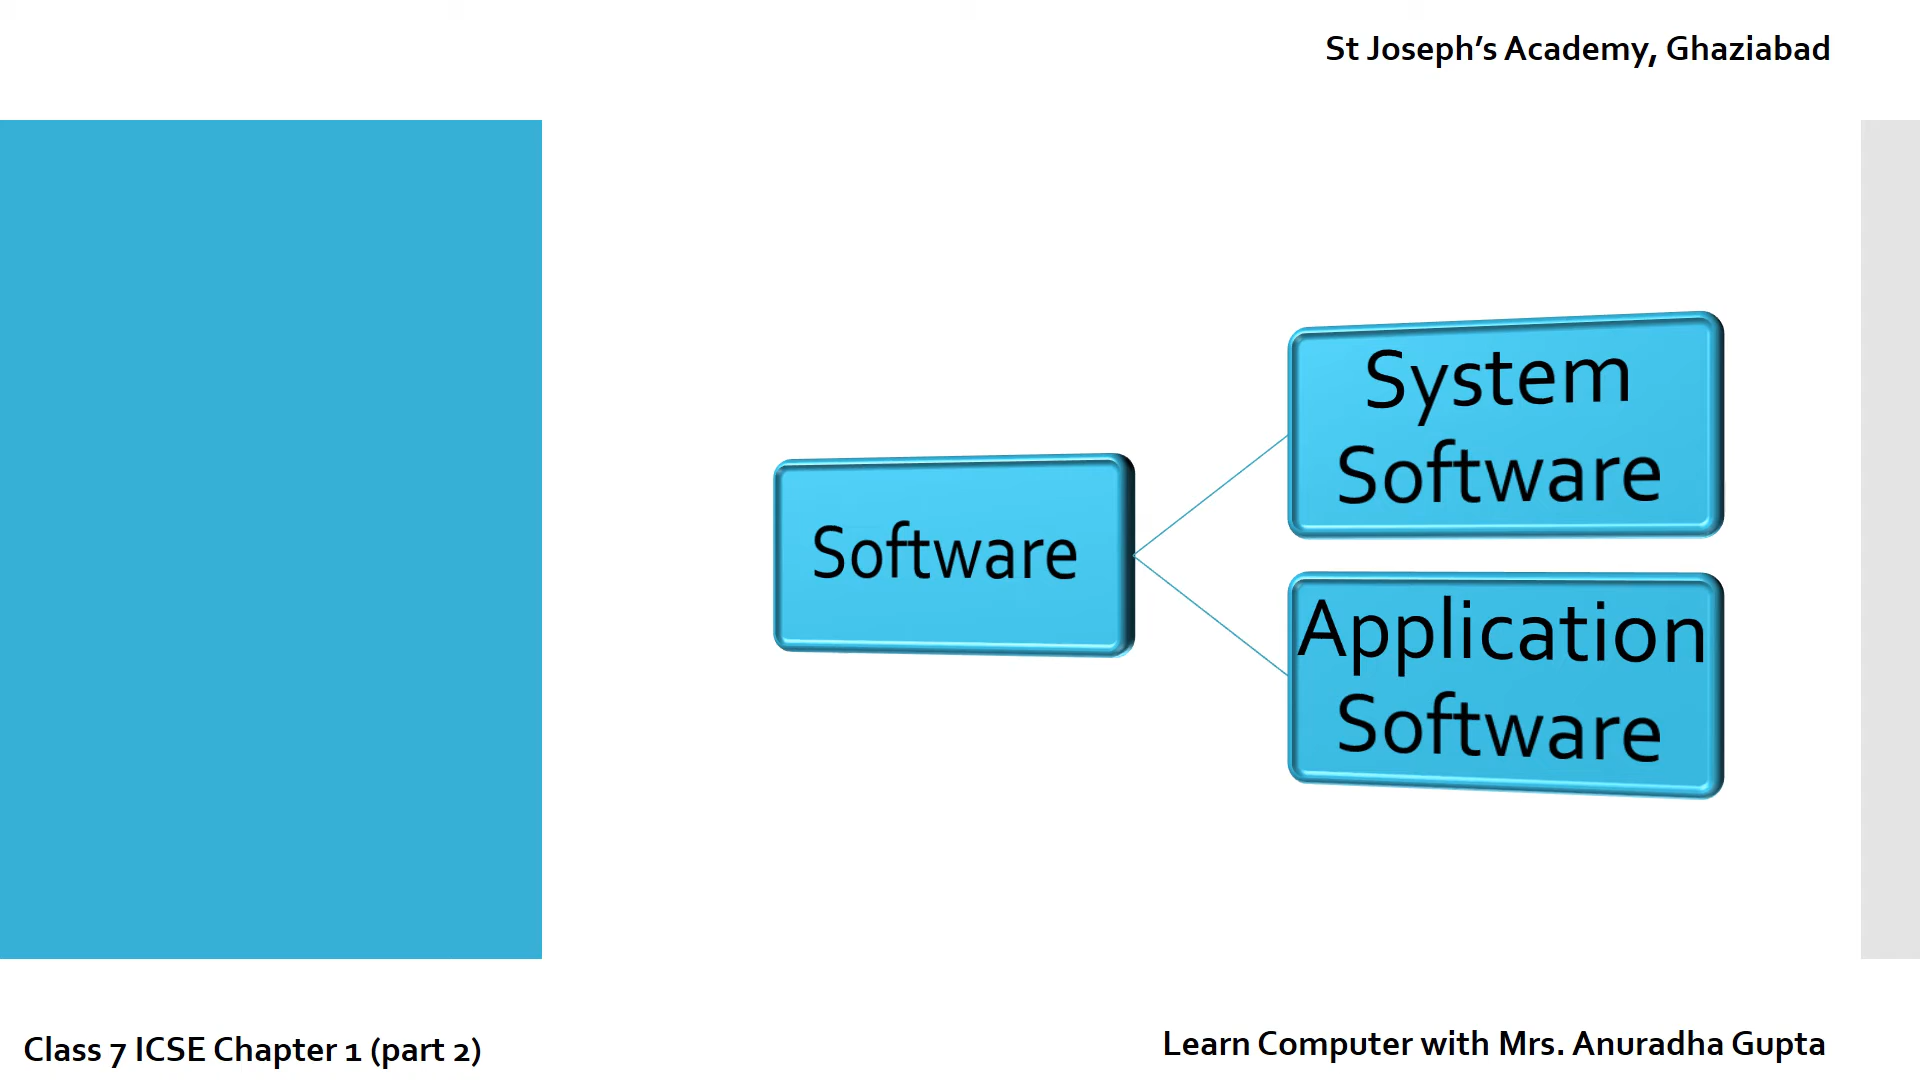 St Joseph’s Academy, Ghaziabad
Software
System
Software
Application
Software
Class 7 ICSE Chapter 1 (part 2)
Learn Computer with Mrs. Anuradha Gupta